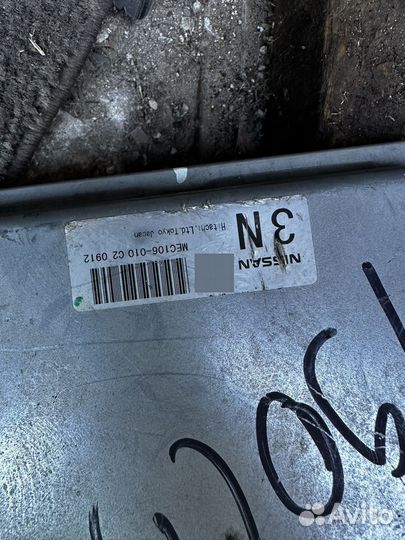 NISSAN
3N
Hitachi, Ltd.Tokyo Japan
MEC106-010 C2 0912
Avito